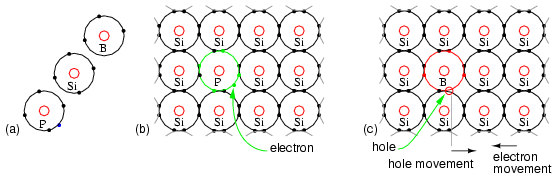 (a)
B
Si
P
(b)
Si Si Si Si
Si P Si Si
Si Si Si Si
electron
(c)
Si Si Si Si
Si B Si Si
Si Si Si Si
hole
hole movement
electron
movement